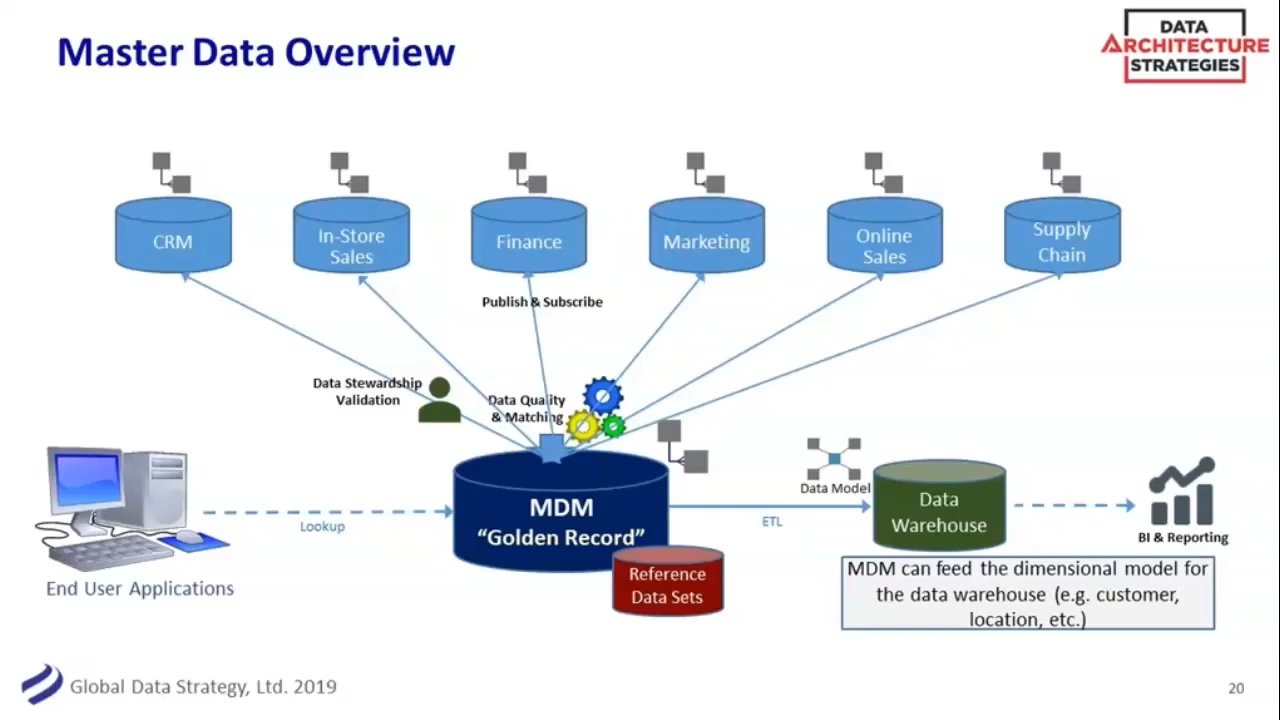 Master Data Overview
DATA
ARCHITECTURE
STRATEGIES
CRM
In-Store
Sales
Finance
Marketing
Online
Sales
Supply
Chain
Publish & Subscribe
Data Stewardship
Validation
Data Quality
& Matching
MDM
“Golden Record”
Reference
Data Sets
Lookup
End User Applications
ETL
Data Model
Data
Warehouse
BI & Reporting
MDM can feed the dimensional model for
the data warehouse (e.g. customer,
location, etc.)
Global Data Strategy, Ltd. 2019
20